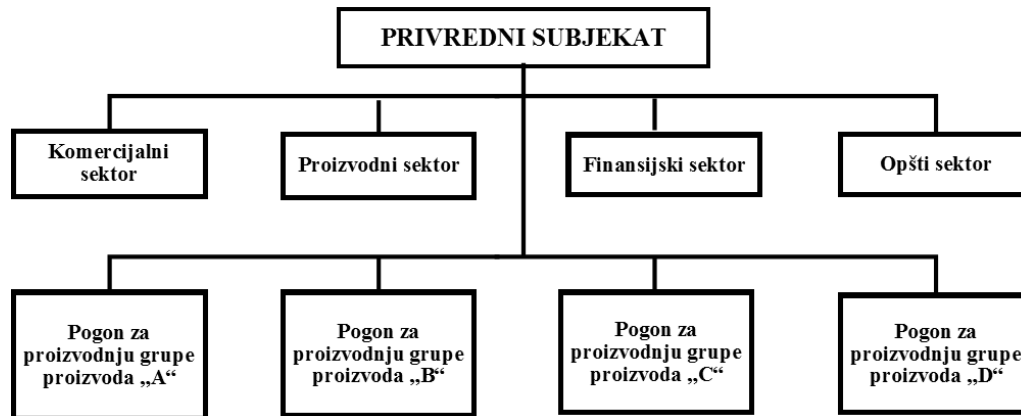 PRIVREDNI SUBJEKAT
Komercijalni
sektor
Proizvodni sektor
Finansijski sektor
Opšti sektor
Pogon za
proizvodnju grupe
proizvoda „A“
Pogon za
proizvodnju grupe
proizvoda „B“
Pogon za
proizvodnju grupe
proizvoda „C“
Pogon za
proizvodnju grupe
proizvoda „D“